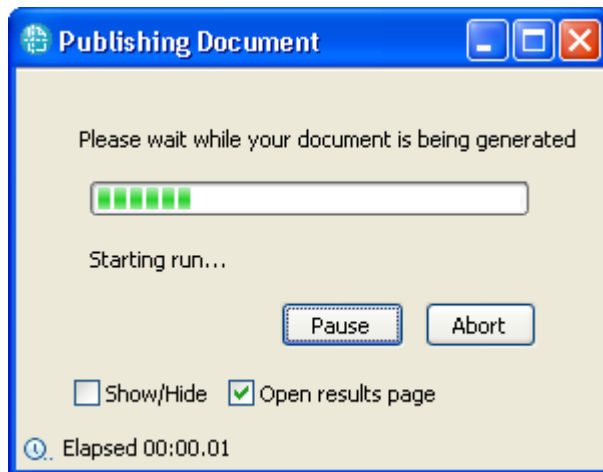 Publishing Document
Please wait while your document is being generated
Starting run...
Pause Abort
Show/Hide Open results page
Elapsed 00:00.01